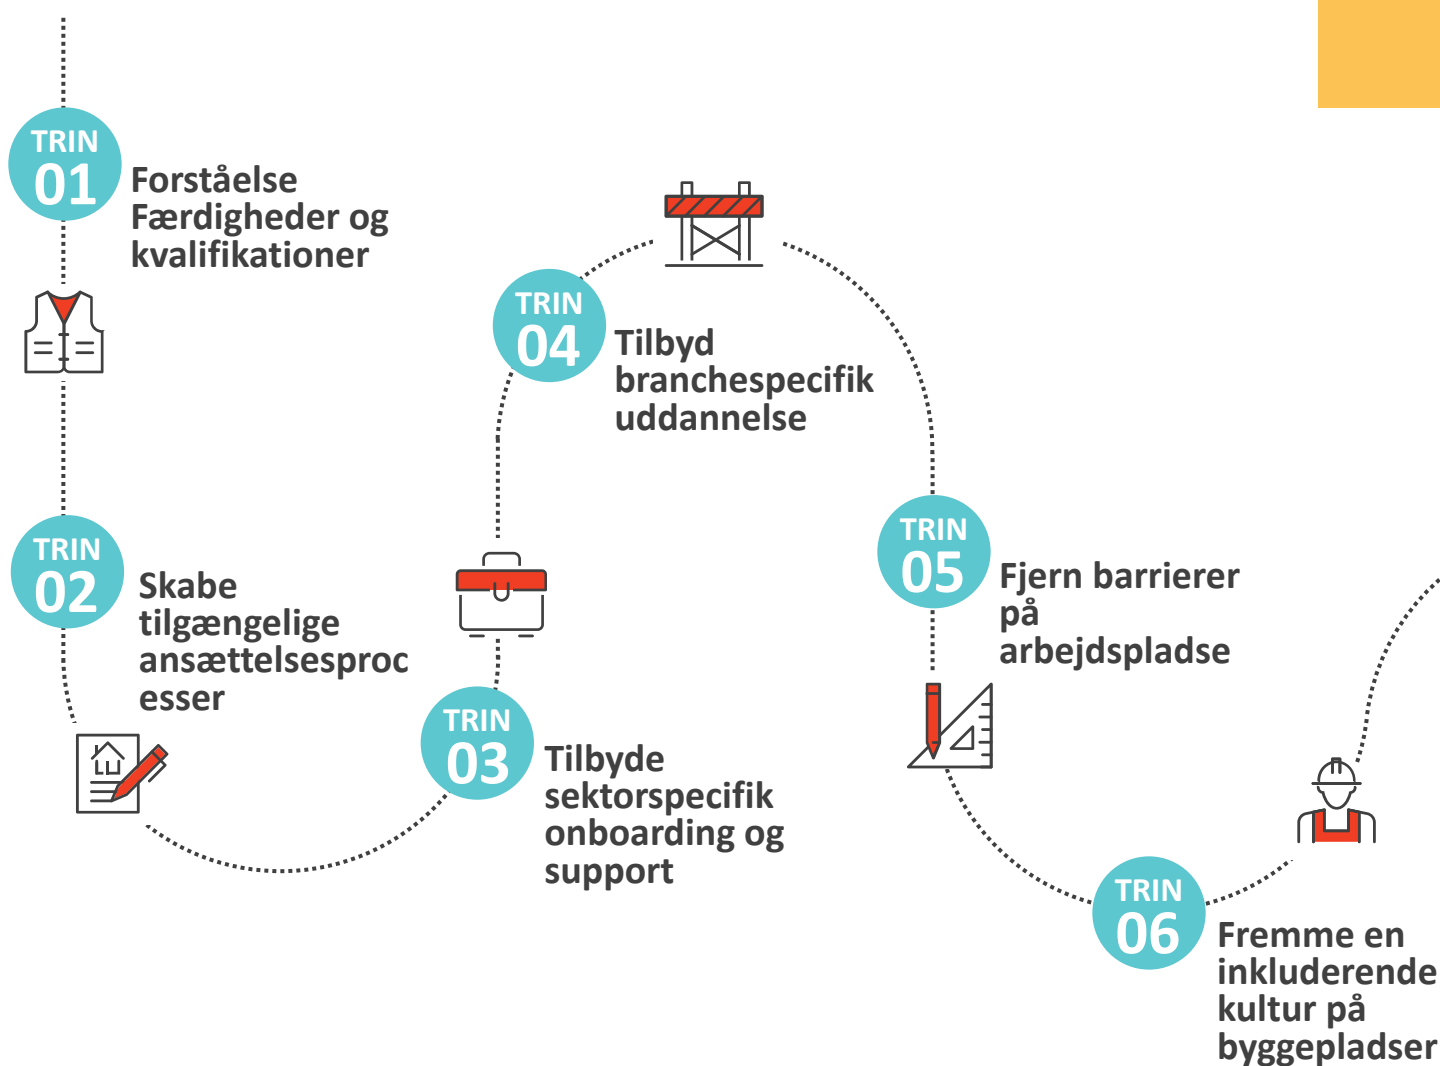 TRIN
01
Forståelse
Færdigheder og
kvalifikationer
TRIN
02
Skabe
tilgængelige
ansættelsesproc
esser
TRIN
03
Tilbyde
sektorspecifik
onboarding og
support
TRIN
04
Tilbyd
branchespecifik
uddannelse
TRIN
05
Fjern barrierer
på
arbejdspladse
TRIN
06
Fremme en
inkluderende
kultur på
byggepladser